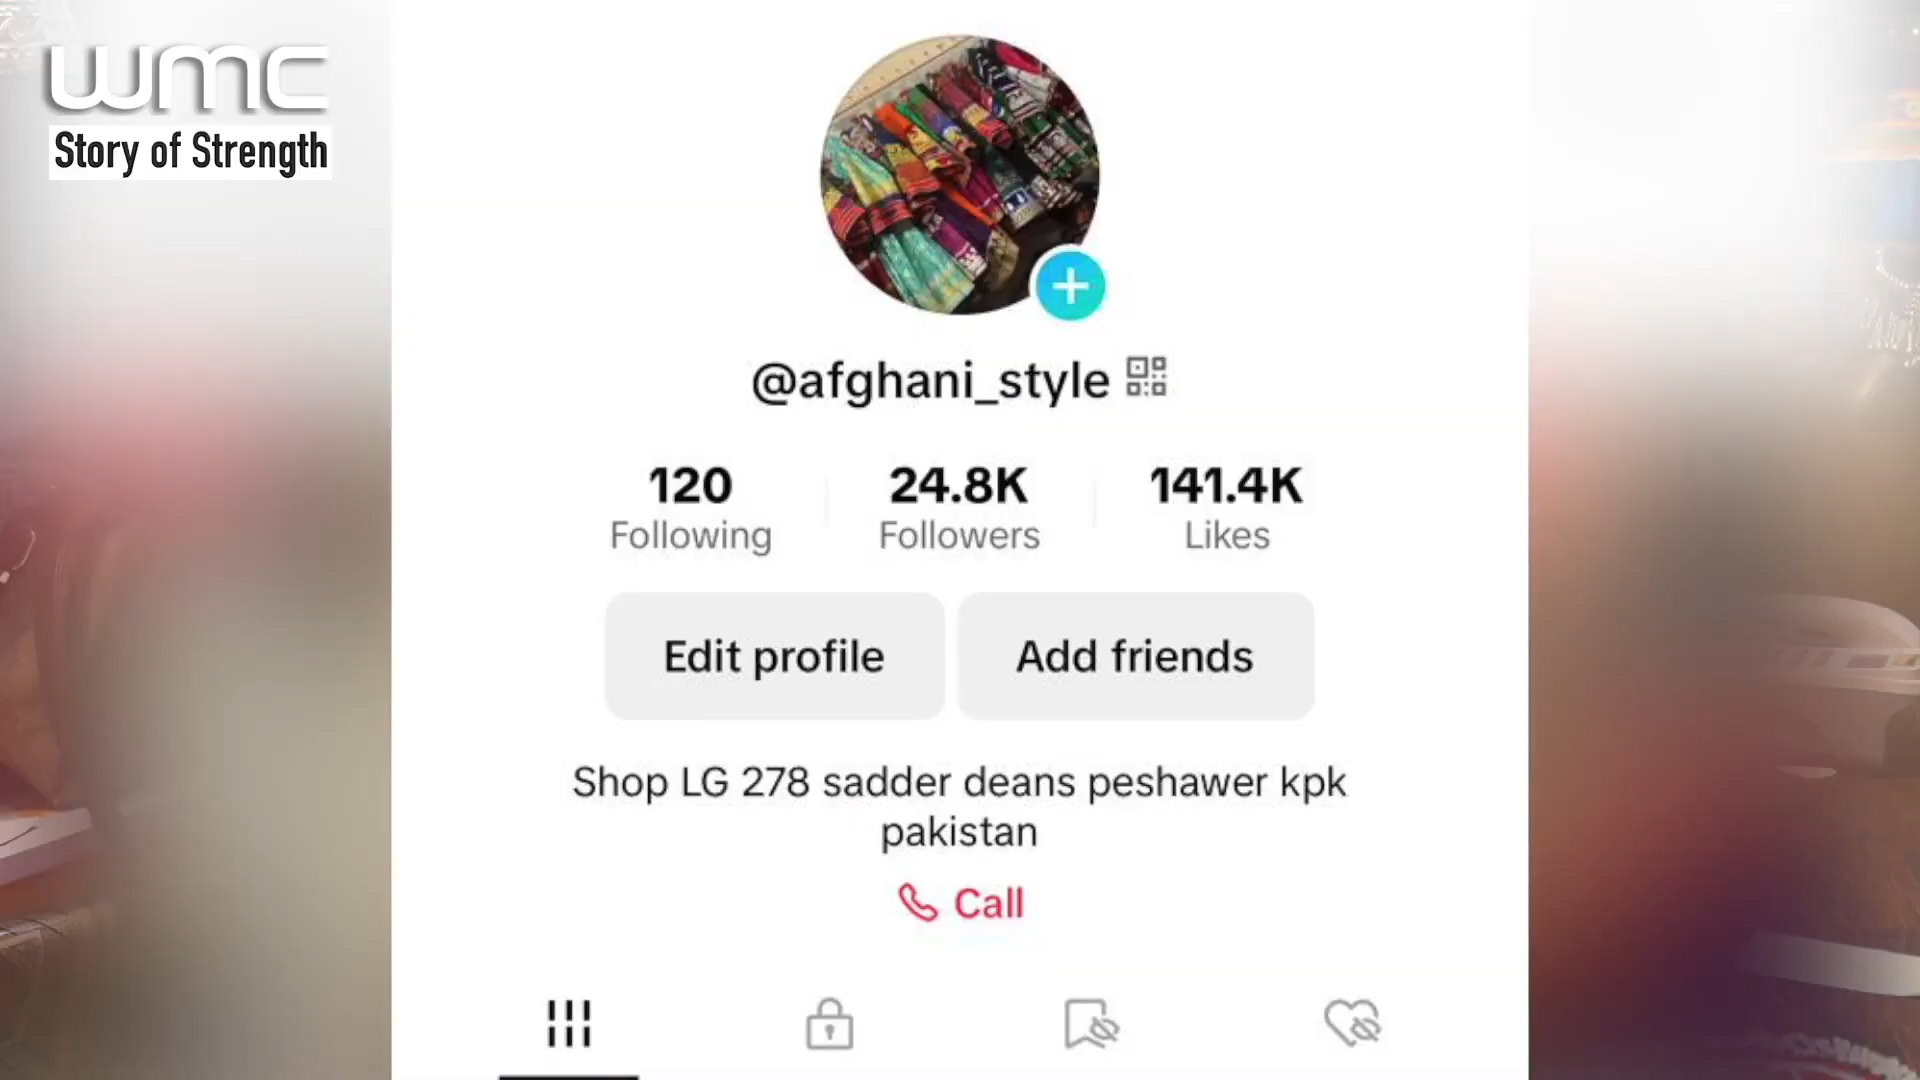 wmc
Story of Strength
@afghani_style
120
Following
24.8K
Followers
141.4K
Likes
Edit profile
Add friends
Shop LG 278 sadder deans peshawer kpk
pakistan
Call